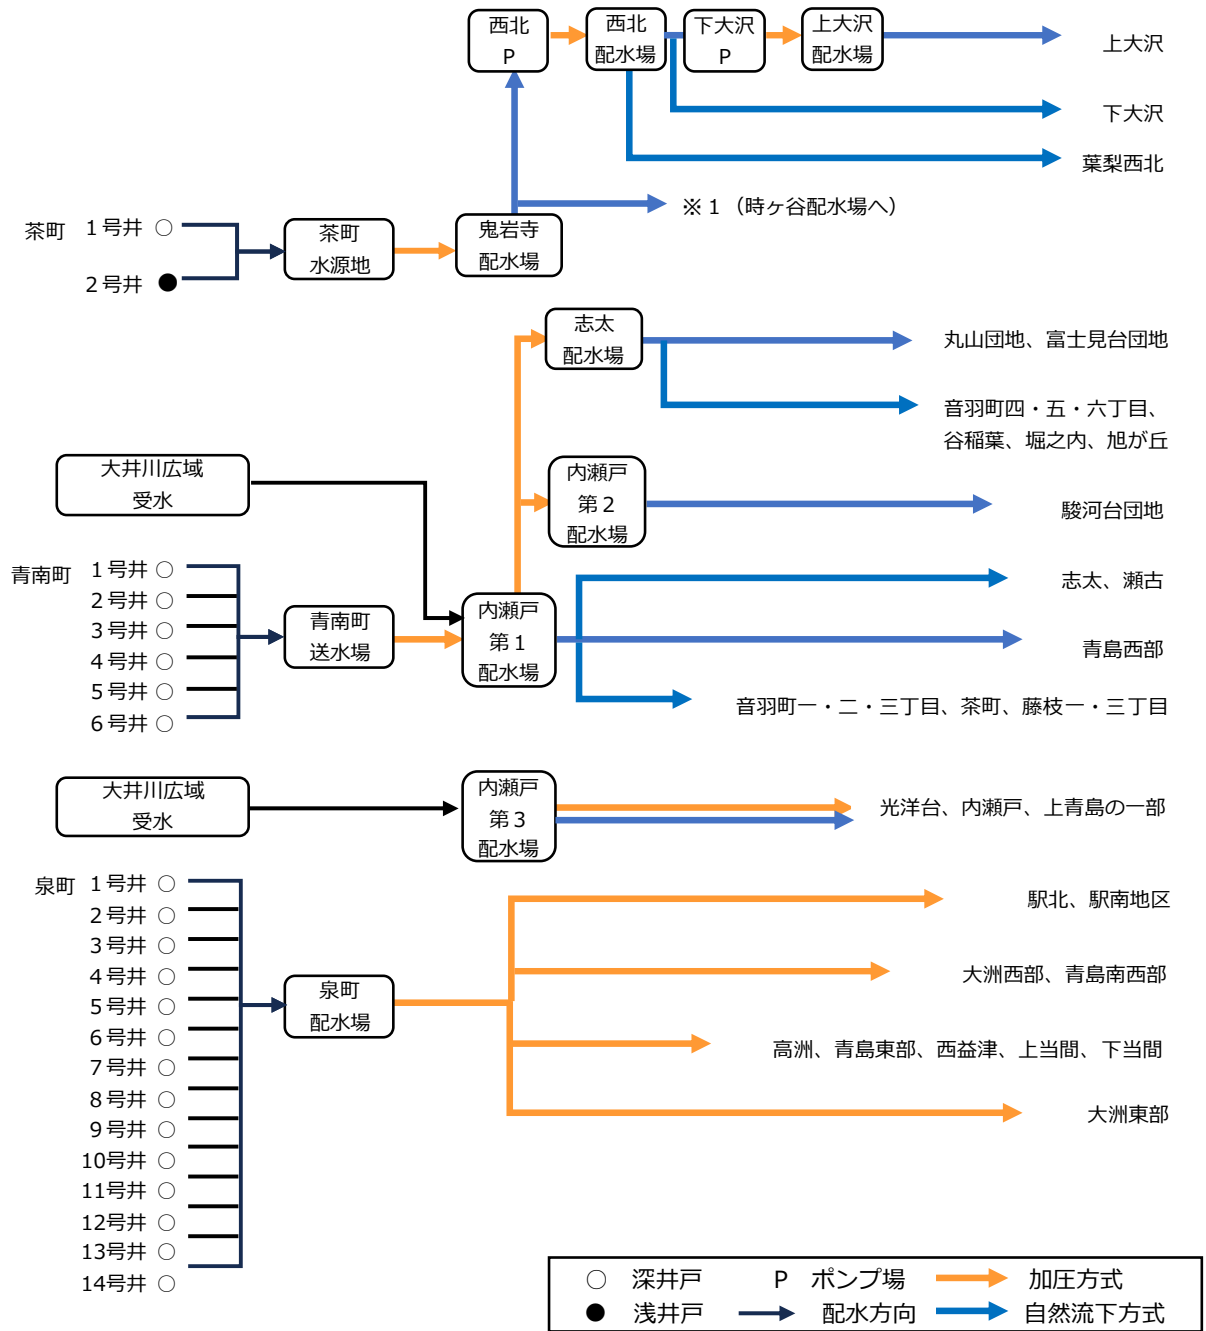 西北
P
西北
配水場
下大沢
P
上大沢
配水場
上大沢
下大沢
葉梨西北
※１（時ヶ谷配水場へ）
茶町
１号井 ○
２号井 ●
茶町
水源地
鬼岩寺
配水場
志太
配水場
丸山団地、富士見台団地
音羽町四・五・六丁目、
谷稲葉、堀之内、旭が丘
大井川広域
受水
内瀬戸
第２
配水場
駿河台団地
青南町
１号井 ○
２号井 ○
３号井 ○
４号井 ○
５号井 ○
６号井 ○
青南町
送水場
内瀬戸
第１
配水場
志太、瀬古
青島西部
音羽町一・二・三丁目、茶町、藤枝一・三丁目
大井川広域
受水
内瀬戸
第３
配水場
光洋台、内瀬戸、上青島の一部
泉町
１号井 ○
２号井 ○
３号井 ○
４号井 ○
５号井 ○
６号井 ○
７号井 ○
８号井 ○
９号井 ○
10号井 ○
11号井 ○
12号井 ○
13号井 ○
14号井 ○
泉町
配水場
駅北、駅南地区
大洲西部、青島南西部
高洲、青島東部、西益津、上当間、下当間
大洲東部
○ 深井戸 P ポンプ場 加圧方式
● 浅井戸 配水方向 自然流下方式